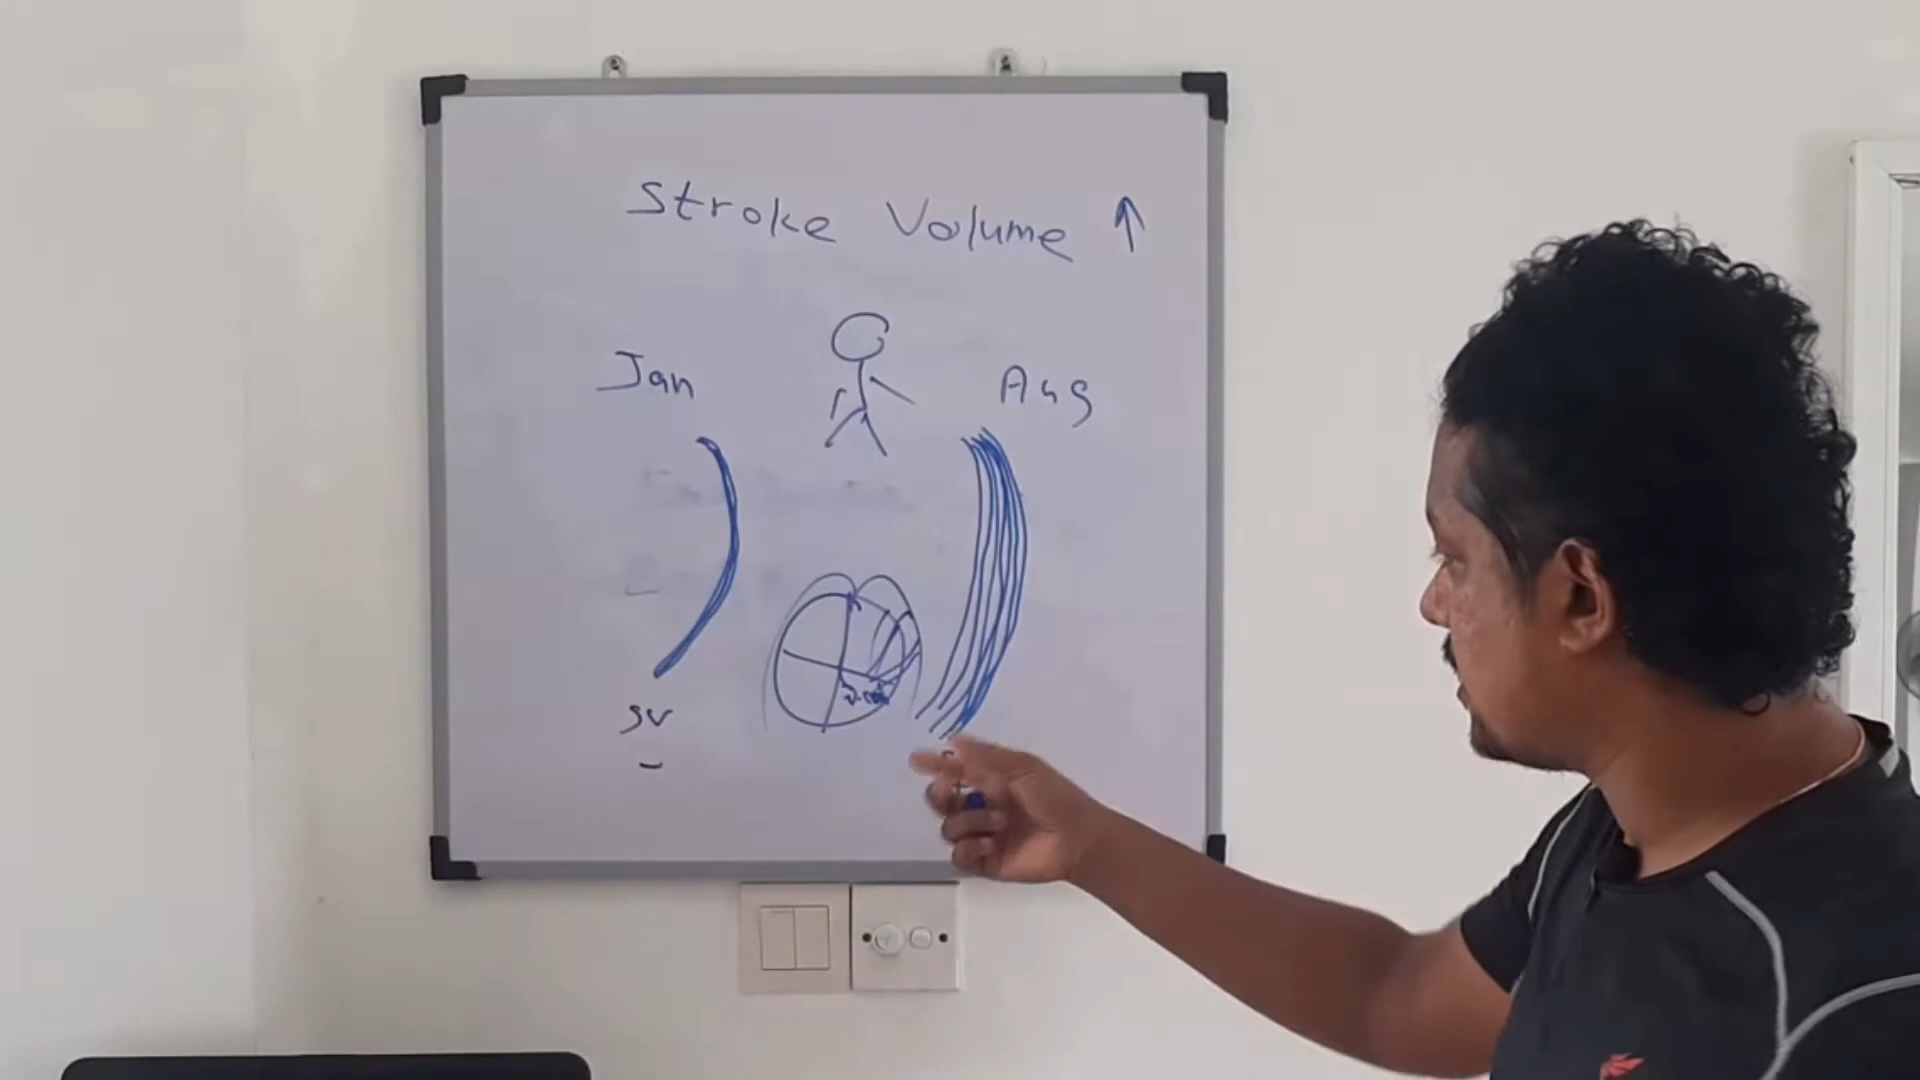 Stroke Volume ↑
Jan Aug
SV